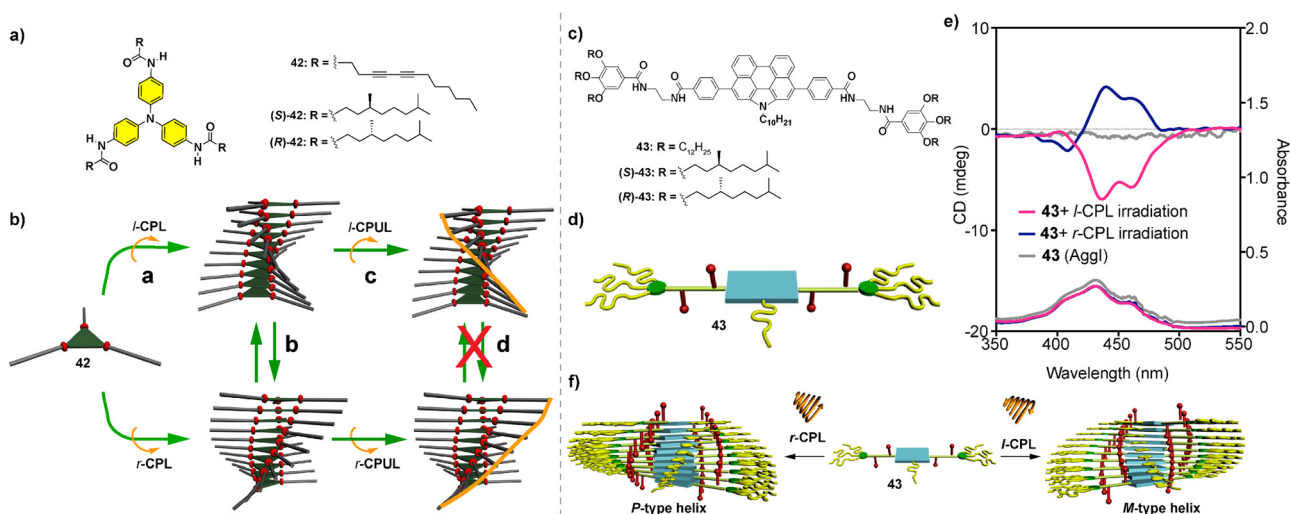 a)
R
O
N
H
N
H
N
O
R
N
H
O
R
42: R =
(S)-42: R =
(R)-42: R =
b)
l-CPL
a
l-CPUL
c
42
b
d
r-CPL
r-CPUL
c)
OR
RO
RO
O
N
H
H
N
O
N
C10H21
O
N
H
H
N
O
OR
OR
OR
43: R = C12H25
(S)-43: R =
(R)-43: R =
d)
43
e)
10
0
-10
-20
CD (mdeg)
2.0
1.5
1.0
0.5
0.0
Absorbance
43+ l-CPL irradiation
43+ r-CPL irradiation
43 (AggI)
350
400
450
500
550
Wavelength (nm)
f)
r-CPL
l-CPL
43
P-type helix
M-type helix